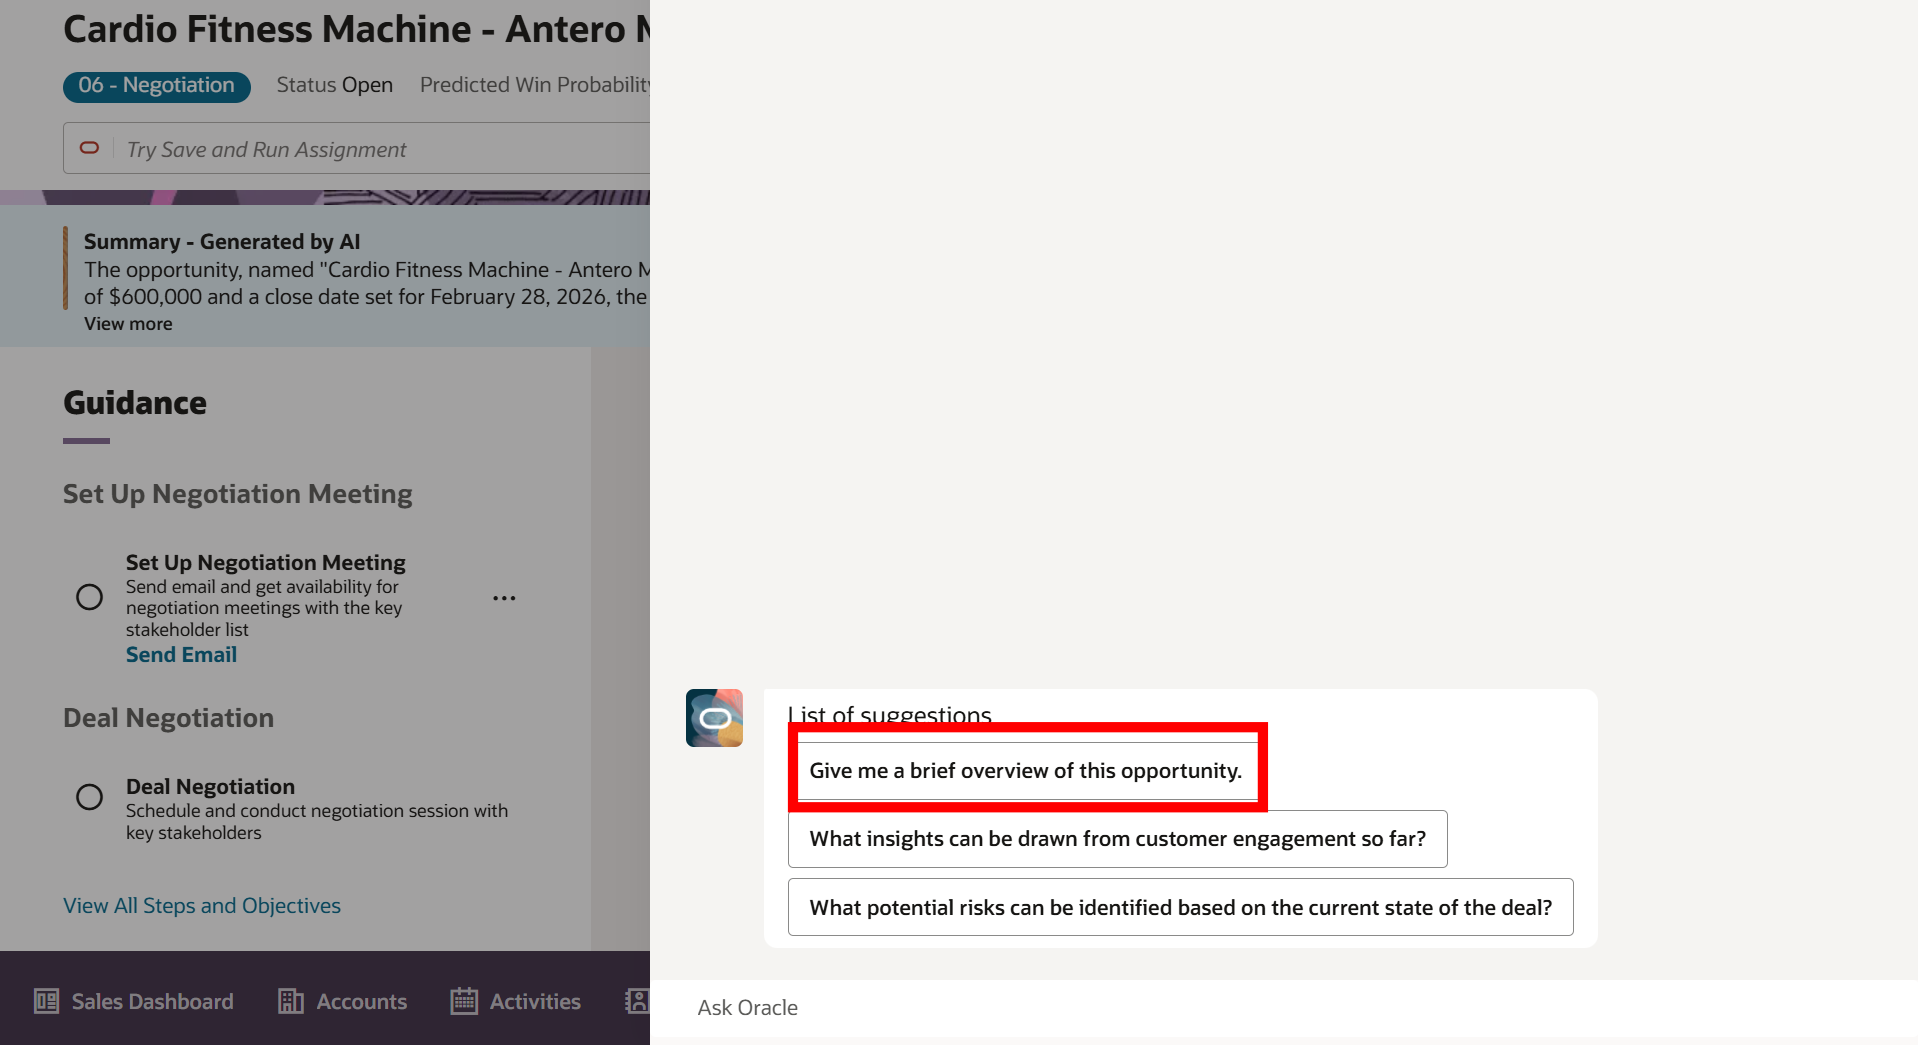 Cardio Fitness Machine - Antero
06 - Negotiation Status Open Predicted Win Probability
Try Save and Run Assignment
Summary - Generated by AI
The opportunity, named "Cardio Fitness Machine - Antero M
of $600,000 and a close date set for February 28, 2026, the
View more
Guidance
Set Up Negotiation Meeting
Set Up Negotiation Meeting
Send email and get availability for
negotiation meetings with the key
stakeholder list
Send Email
Deal Negotiation
Deal Negotiation
Schedule and conduct negotiation session with
key stakeholders
View All Steps and Objectives
Sales Dashboard
Accounts
Activities
List of suggestions
Give me a brief overview of this opportunity.
What insights can be drawn from customer engagement so far?
What potential risks can be identified based on the current state of the deal?
Ask Oracle